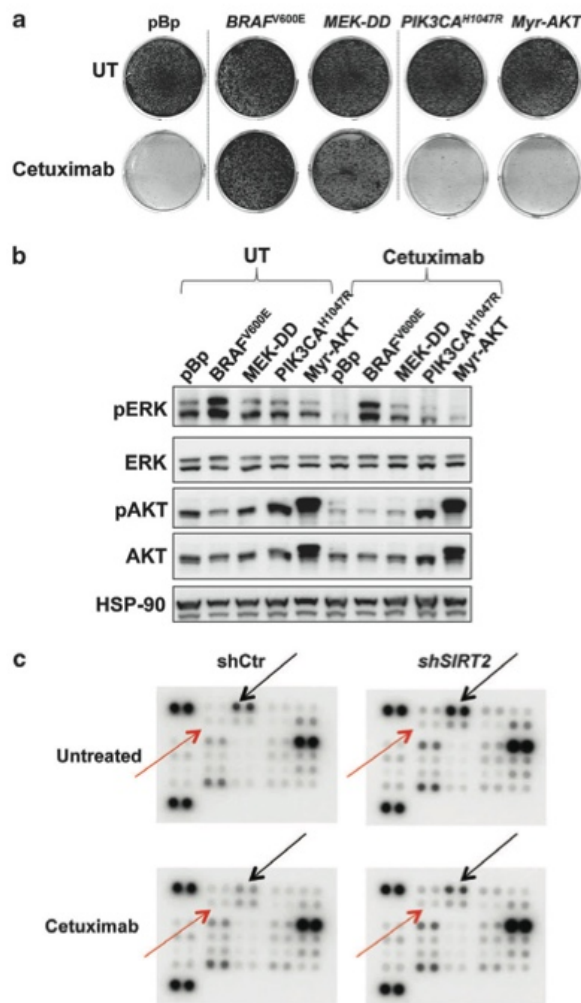 a
pBp BRAFV600E MEK-DD PIK3CAH1047R Myr-AKT
UT
Cetuximab
b
UT Cetuximab
pBp BRAFV600E MEK-DD PIK3CAH1047R Myr-AKT pBp BRAFV600E MEK-DD PIK3CAH1047R Myr-AKT
pERK
ERK
pAKT
AKT
HSP-90
c
shCtr shSIRT2
Untreated
Cetuximab